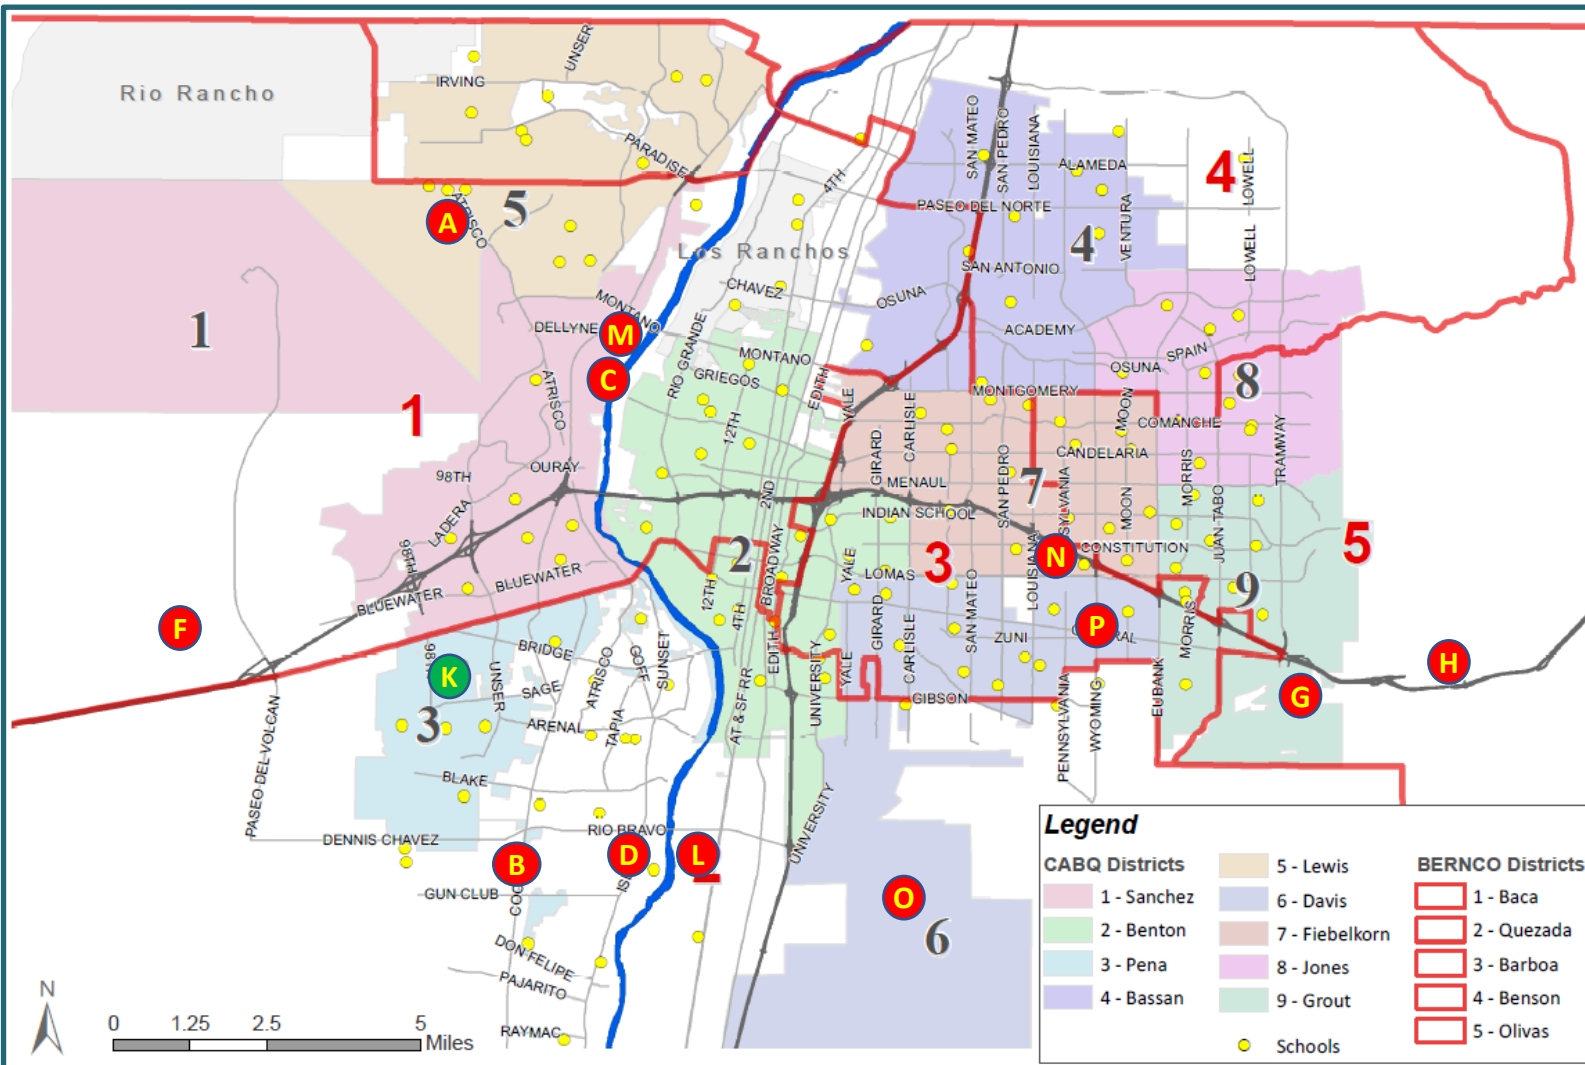 Rio Rancho
IRVING
UNSER
PARADISE
ATRISCO
A
5
1
Los Ranchos
4TH
CHAVEZ
MONTANO
DELLYNE
M
C
RIO GRANDE
MONTANO
GRIEGOS
12TH
EDITH
YALE
OSUNA
SAN MATEO
SAN PEDRO
LOUISIANA
ALAMEDA
PASEO DEL NORTE
VENTURA
LOWELL
LOWELL
4
4
SAN ANTONIO
ACADEMY
OSUNA
SPAIN
MONTGOMERY
8
MOON
COMANCHE
CANDELARIA
TRAMWAY
MORRIS
1
ATRISCO
98TH
OURAY
LADERA
98TH
2ND
GIRARD
CARLISLE
MENAUL
SAN PEDRO
7
INDIAN SCHOOL
MOON
JUAN TABO
5
2
BROADWAY
YALE
LOMAS
3
LOUISIANA
N
CONSTITUTION
9
BLUEWATER
BLUEWATER
F
12TH
4TH
EDITH
UNIVERSITY
YALE
GIRARD
CARLISLE
SAN MATEO
ZUNI
P
MORRIS
H
G
BRIDGE
K
UNSER
SAGE
ATRISCO
GOFF
SUNSET
3
ARENAL
TAPIA
AT & SF RR
GIBSON
PENNSYLVANIA
WYOMING
EUBANK
PASEO DEL VOLCAN
BLAKE
DENNIS CHAVEZ
RIO BRAVO
UNIVERSITY
B
D
L
GUN CLUB
O
6
DON FELIPE
PAJARITO
RAYMAC
N
0 1.25 2.5 5
Miles
Legend
CABQ Districts
1 - Sanchez
2 - Benton
3 - Pena
4 - Bassan
5 - Lewis
6 - Davis
7 - Fiebelkorn
8 - Jones
9 - Grout
Schools
BERNCO Districts
1 - Baca
2 - Quezada
3 - Barboa
4 - Benson
5 - Olivas